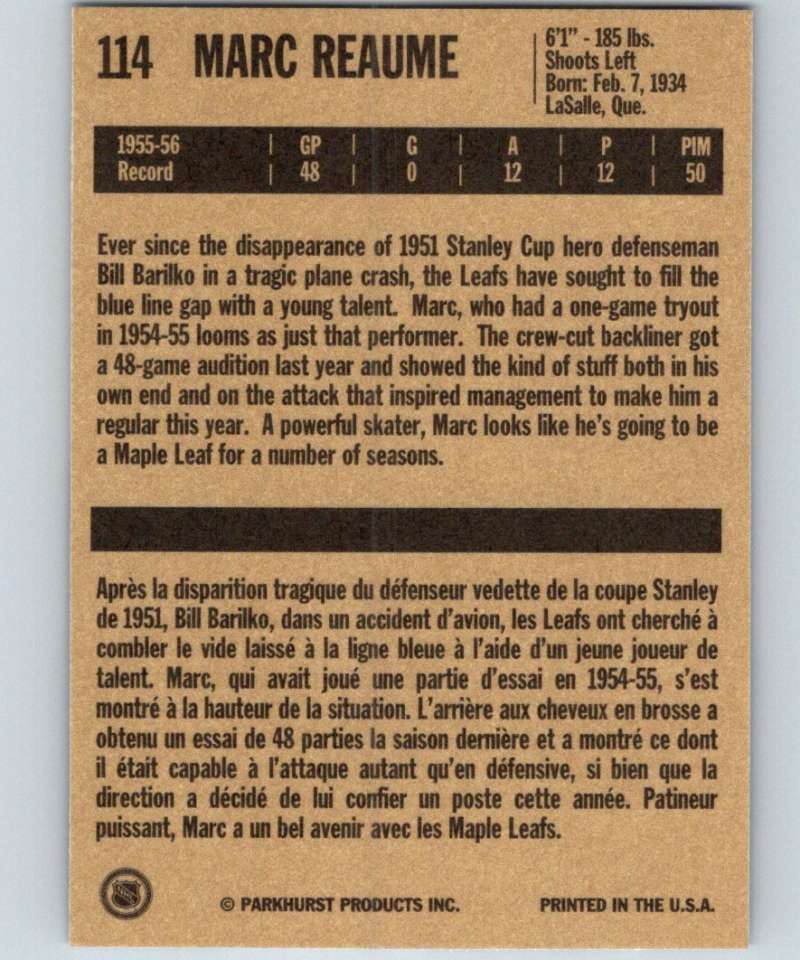 114 MARC REAUME
6'1" - 185 lbs.
Shoots Left
Born: Feb. 7, 1934
LaSalle, Que.
1955-56 | GP | G | A | P | PIM
Record | 48 | 0 | 12 | 12 | 50
Ever since the disappearance of 1951 Stanley Cup hero defenseman
Bill Barilko in a tragic plane crash, the Leafs have sought to fill the
blue line gap with a young talent. Marc, who had a one-game tryout
in 1954-55 looms as just that performer. The crew-cut backliner got
a 48-game audition last year and showed the kind of stuff both in his
own end and on the attack that inspired management to make him a
regular this year. A powerful skater, Marc looks like he's going to be
a Maple Leaf for a number of seasons.
Après la disparition tragique du défenseur vedette de la coupe Stanley
de 1951, Bill Barilko, dans un accident d'avion, les Leafs ont cherché à
combler le vide laissé à la ligne bleue à l'aide d'un jeune joueur de
talent. Marc, qui avait joué une partie d'essai en 1954-55, s'est
montré à la hauteur de la situation. L'arrière aux cheveux en brosse a
obtenu un essai de 48 parties la saison dernière et a montré ce dont
il était capable à l'attaque autant qu'en défensive, si bien que la
direction a décidé de lui confier un poste cette année. Patineur
puissant, Marc a un bel avenir avec les Maple Leafs.
NHL
© PARKHURST PRODUCTS INC. PRINTED IN THE U.S.A.